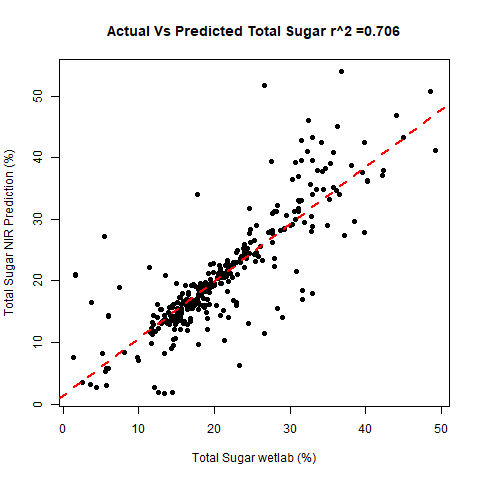 Actual Vs Predicted Total Sugar r^2 =0.706
Total Sugar NIR Prediction (%)
50
40
30
20
10
0
0 10 20 30 40 50
Total Sugar wetlab (%)